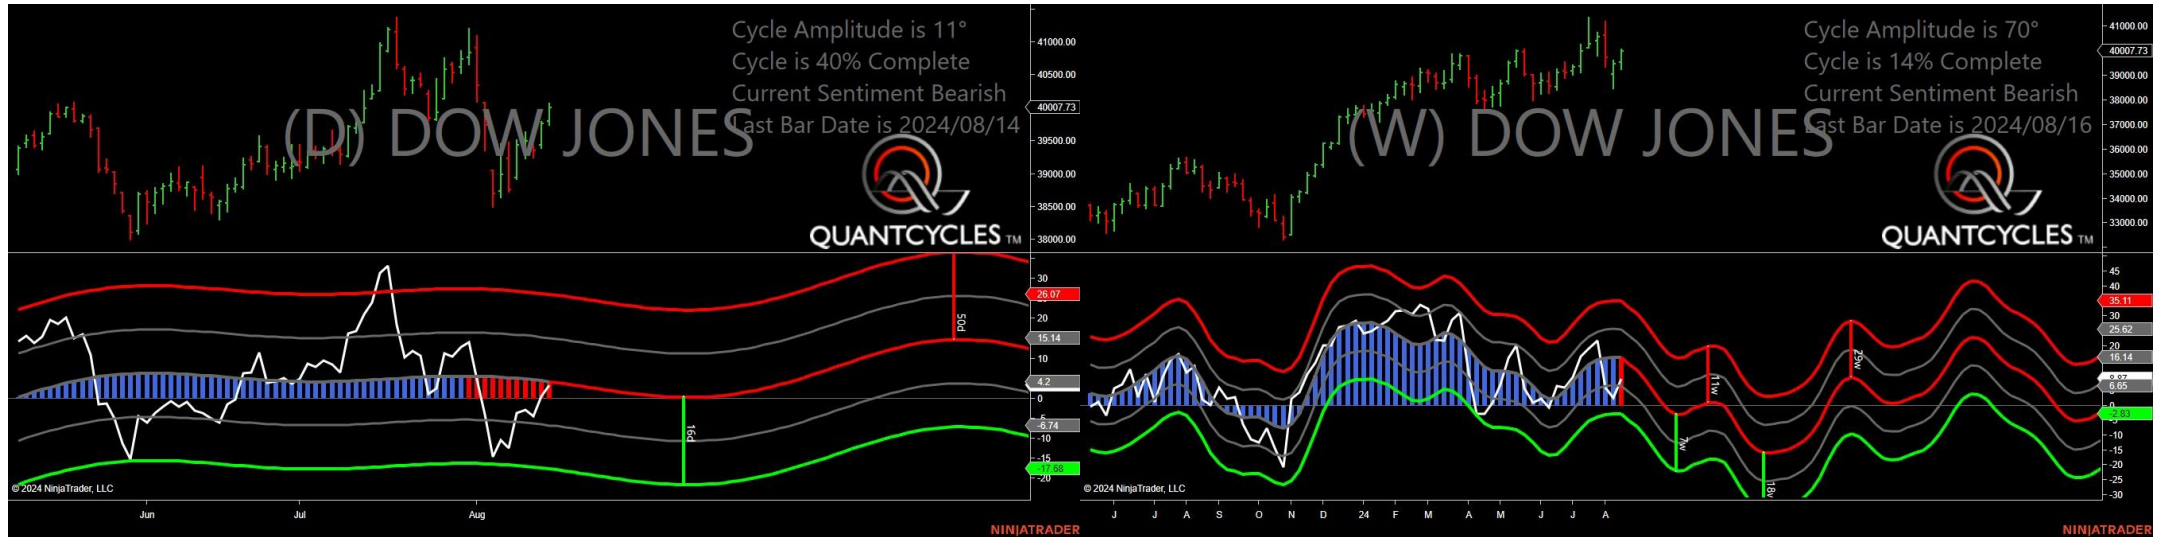 Cycle Amplitude is 11°
Cycle is 40% Complete
Current Sentiment Bearish
Last Bar Date is 2024/08/14
(D) DOW JONES
QUANTCYCLES TM
41000.00
40500.00
40007.73
39500.00
39000.00
38500.00
38000.00
30
26.07
20
15.14
10
4.2
0
-5
-6.74
-10
-15
-17.68
-20
50d
16d
© 2024 NinjaTrader, LLC
Jun Jul Aug
NINJATRADER
Cycle Amplitude is 70°
Cycle is 14% Complete
Current Sentiment Bearish
Last Bar Date is 2024/08/16
(W) DOW JONES
QUANTCYCLES TM
41000.00
40007.73
39000.00
38000.00
37000.00
36000.00
35000.00
34000.00
33000.00
45
40
35.11
30
25.62
20
16.14
6.65
0
-2.83
-10
-15
-20
-25
-30
11w
7w
29w
18w
© 2024 NinjaTrader, LLC
J J A S O N D 24 F M A M J J A
NINJATRADER